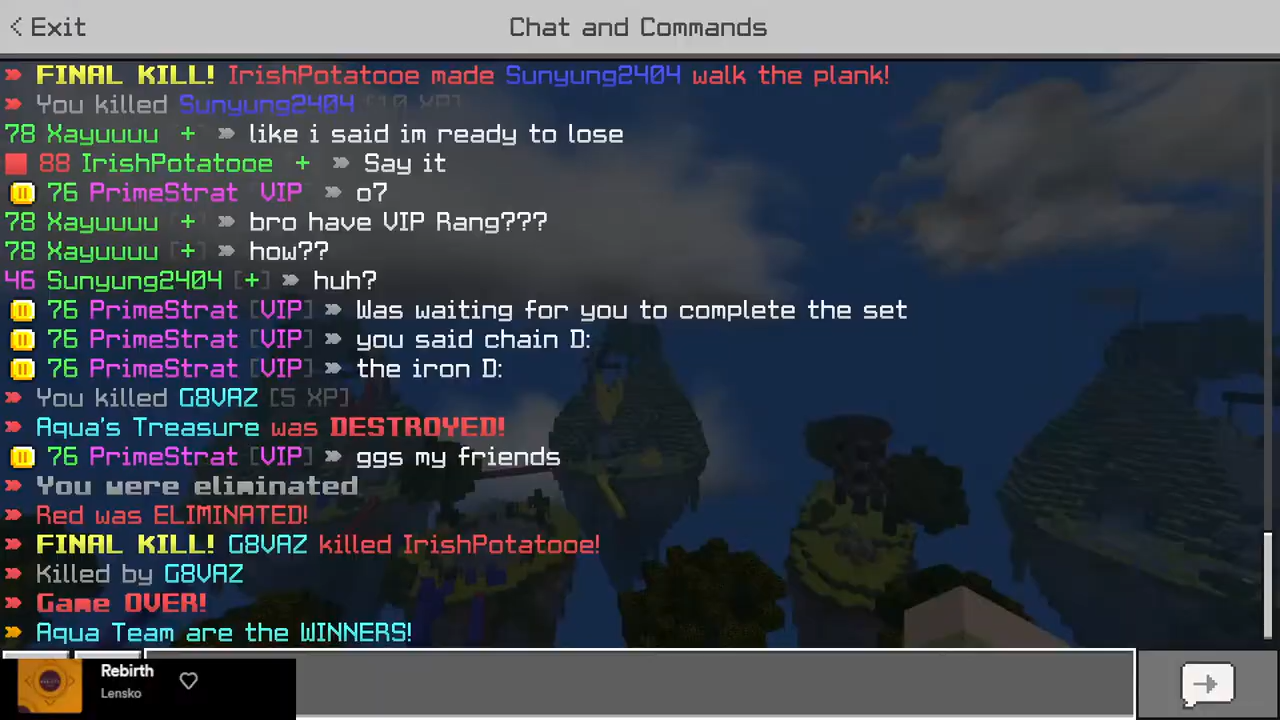 < Exit
Chat and Commands
» FINAL KILL! IrishPotatooe made Sunyung2404 walk the plank!
» You killed Sunyung2404 [10 XP]
78 Xayuuuu + » like i said im ready to lose
88 IrishPotatooe + » Say it
76 PrimeStrat VIP » o7
78 Xayuuuu + » bro have VIP Rang???
78 Xayuuuu [+] » how??
46 Sunyung2404 [+] » huh?
76 PrimeStrat [VIP] » Was waiting for you to complete the set
76 PrimeStrat [VIP] » you said chain D:
76 PrimeStrat [VIP] » the iron D:
» You killed G8VAZ [5 XP]
» Aqua's Treasure was DESTROYED!
76 PrimeStrat [VIP] » ggs my friends
» You were eliminated
» Red was ELIMINATED!
» FINAL KILL! G8VAZ killed IrishPotatooe!
» Killed by G8VAZ
» Game OVER!
» Aqua Team are the WINNERS!
Rebirth
Lensko